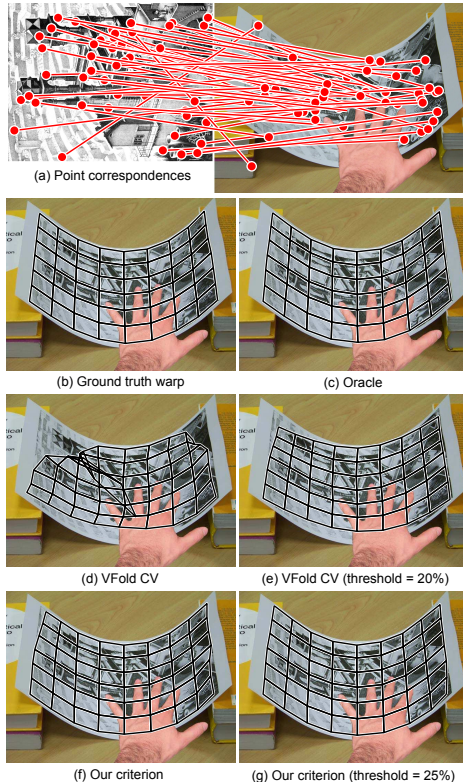 (a) Point correspondences
(b) Ground truth warp
(c) Oracle
(d) VFold CV
(e) VFold CV (threshold = 20%)
(f) Our criterion
(g) Our criterion (threshold = 25%)